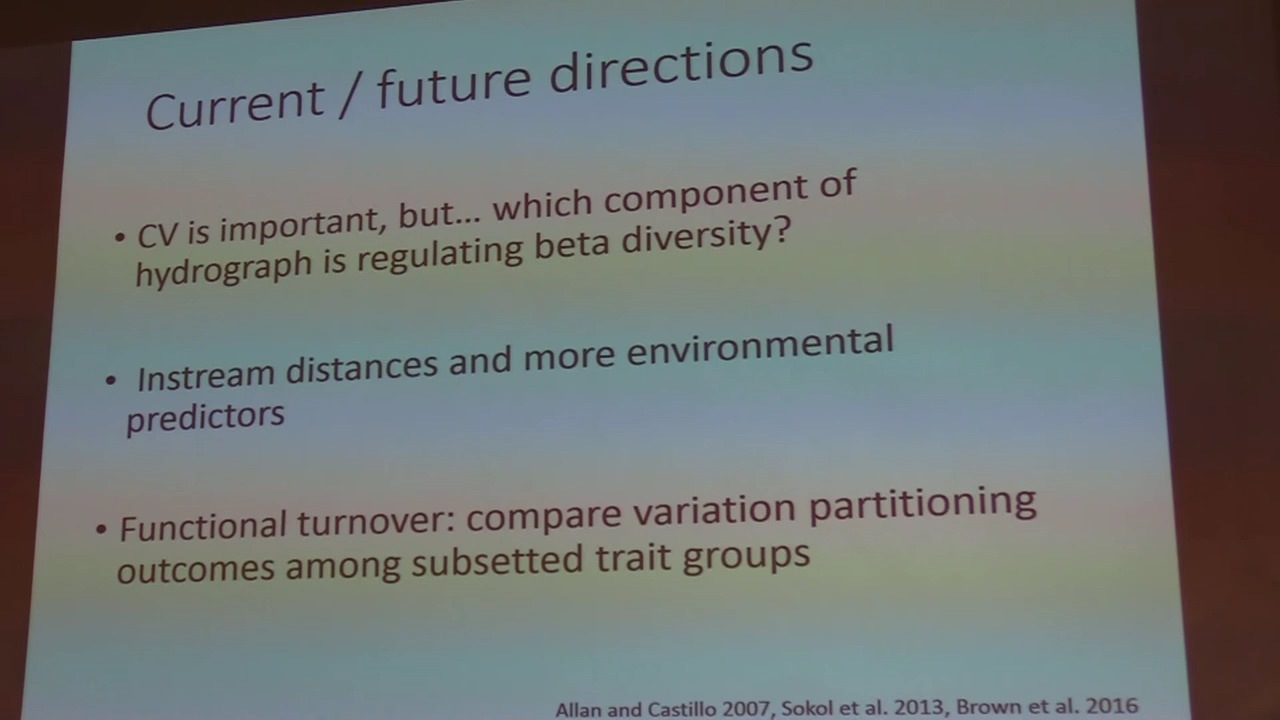 Current / future directions
• CV is important, but... which component of
hydrograph is regulating beta diversity?
• Instream distances and more environmental
predictors
• Functional turnover: compare variation partitioning
outcomes among subsetted trait groups
Allan and Castillo 2007, Sokol et al. 2013, Brown et al. 2016